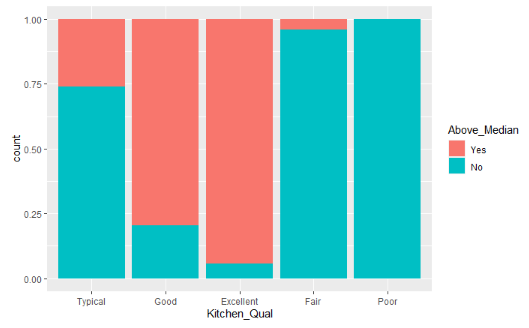 1.00
0.75
0.50
0.25
0.00
count
Typical Good Excellent Fair Poor
Kitchen_Qual
Above_Median
Yes
No